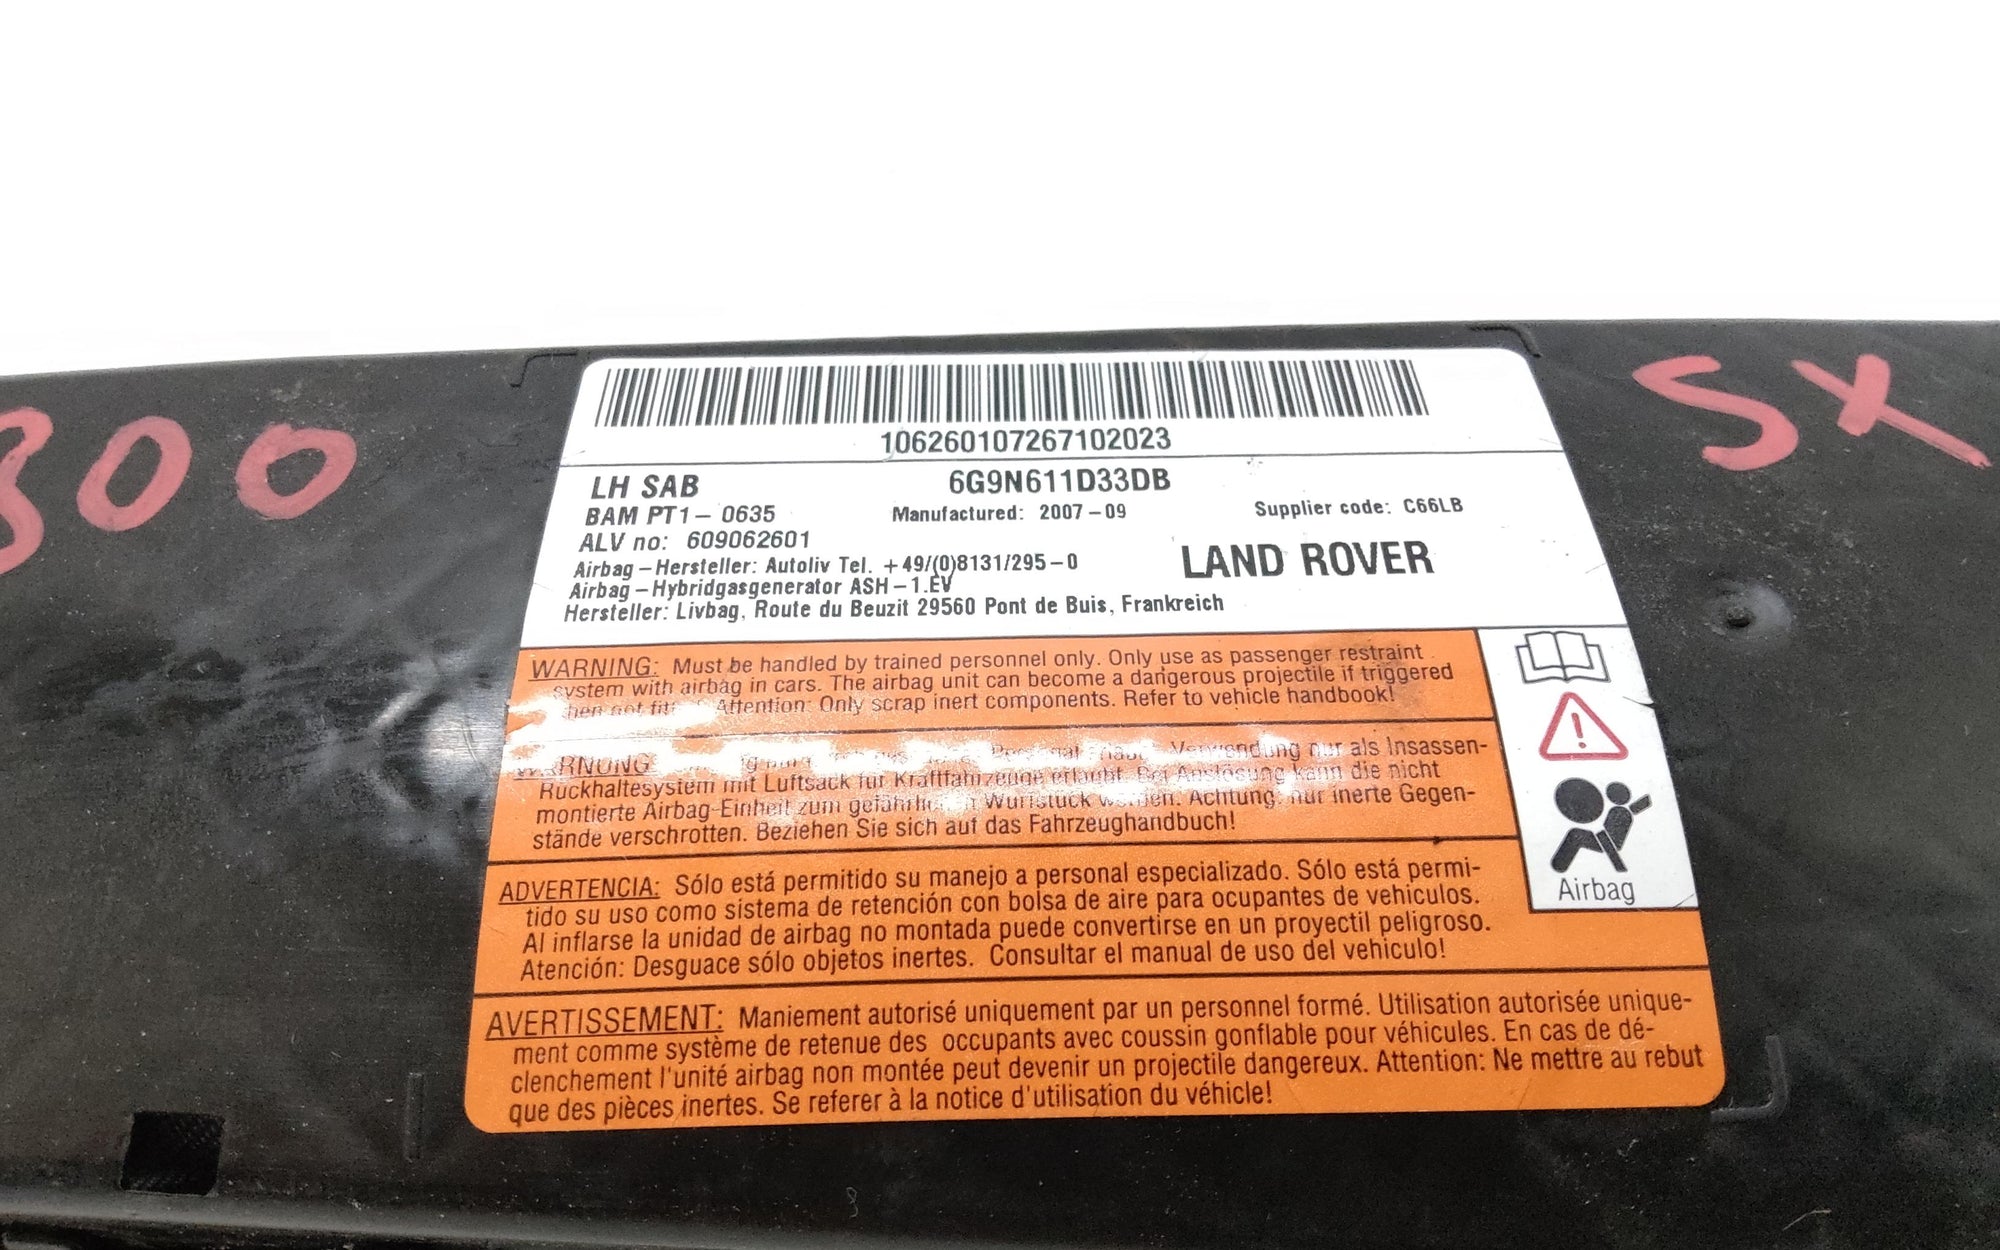 300 SX
106260107267102023
LH SAB 6G9N611D33DB
BAM PT1- 0635 Manufactured: 2007-09 Supplier code: C66LB
ALV no: 609062601
Airbag-Hersteller: Autoliv Tel. +49/(0)8131/295-0 LAND ROVER
Airbag-Hybridgasgenerator ASH-1.EV
Hersteller: Livbag, Route du Beuzit 29560 Pont de Buis, Frankreich
WARNING: Must be handled by trained personnel only. Only use as passenger restraint
system with airbag in cars. The airbag unit can become a dangerous projectile if triggered
Attention: Only scrap inert components. Refer to vehicle handbook!
Verwendung nur als Insassen-
Rückhaltesystem mit Luftsack für Kraftfahrzeuge erlaubt. Bei Auslösung kann die nicht
montierte Airbag-Einheit zum Wurfstück Achtung: nur inerte Gegen-
stände verschrotten. Beziehen Sie sich auf das Fahrzeughandbuch!
ADVERTENCIA: Sólo está permitido su manejo a personal especializado. Sólo está permi-
tido su uso como sistema de retención con bolsa de aire para ocupantes de vehiculos.
Al inflarse la unidad de airbag no montada puede convertirse en un proyectil peligroso.
Atención: Desguace sólo objetos inertes. Consultar el manual de uso del vehiculo!
AVERTISSEMENT: Maniement autorisé uniquement par un personnel formé. Utilisation autorisée unique-
ment comme système de retenue des occupants avec coussin gonflable pour véhicules. En cas de dé-
clenchement l'unité airbag non montée peut devenir un projectile dangereux. Attention: Ne mettre au rebut
que des pièces inertes. Se referer à la notice d'utilisation du véhicle!
Airbag